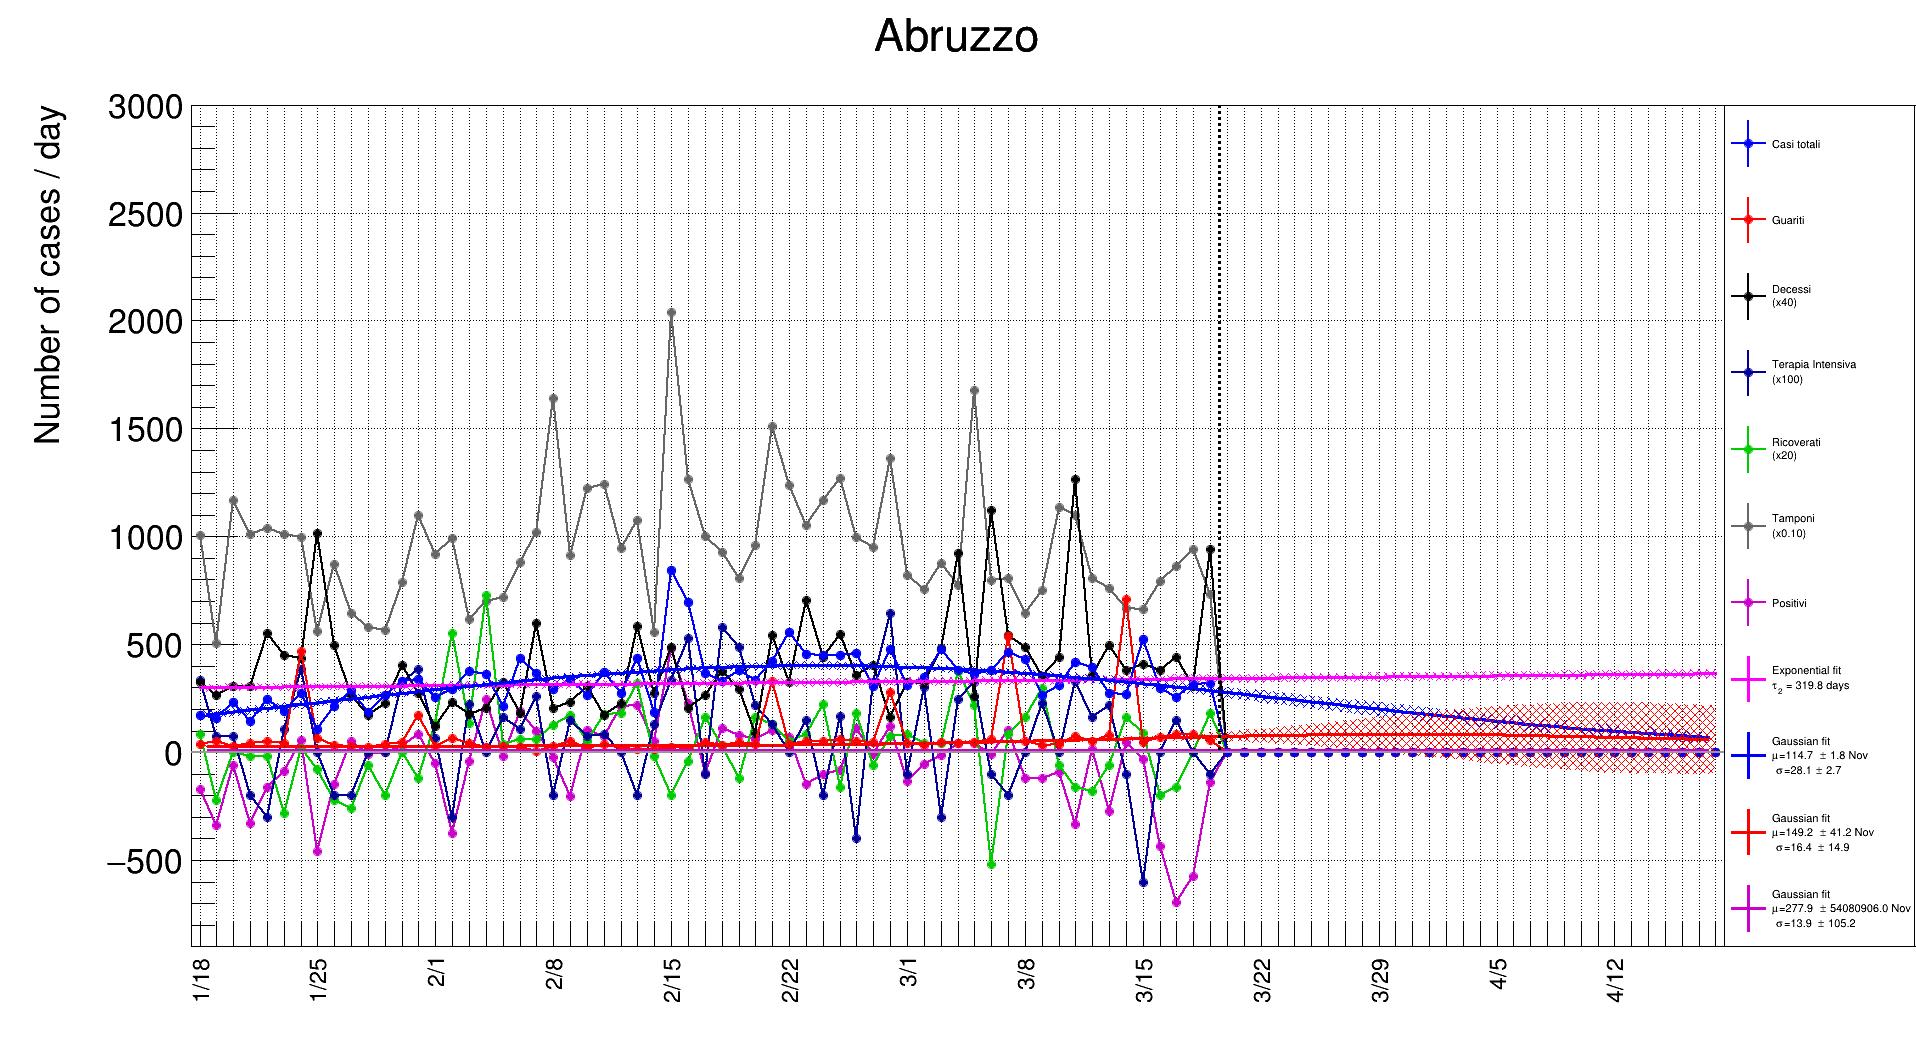 Abruzzo
Number of cases / day
3000
2500
2000
1500
1000
500
0
−500
1/18
1/25
2/1
2/8
2/15
2/22
3/1
3/8
3/15
3/22
3/29
4/5
4/12
Casi totali
Guariti
Decessi
(x40)
Terapia Intensiva
(x100)
Ricoverati
(x20)
Tamponi
(x0.10)
Positivi
Exponential fit
τ2 = 319.8 days
Gaussian fit
μ=114.7 ± 1.8 Nov
σ=28.1 ± 2.7
Gaussian fit
μ=149.2 ± 41.2 Nov
σ=16.4 ± 14.9
Gaussian fit
μ=277.9 ± 54080906.0 Nov
σ=13.9 ± 105.2